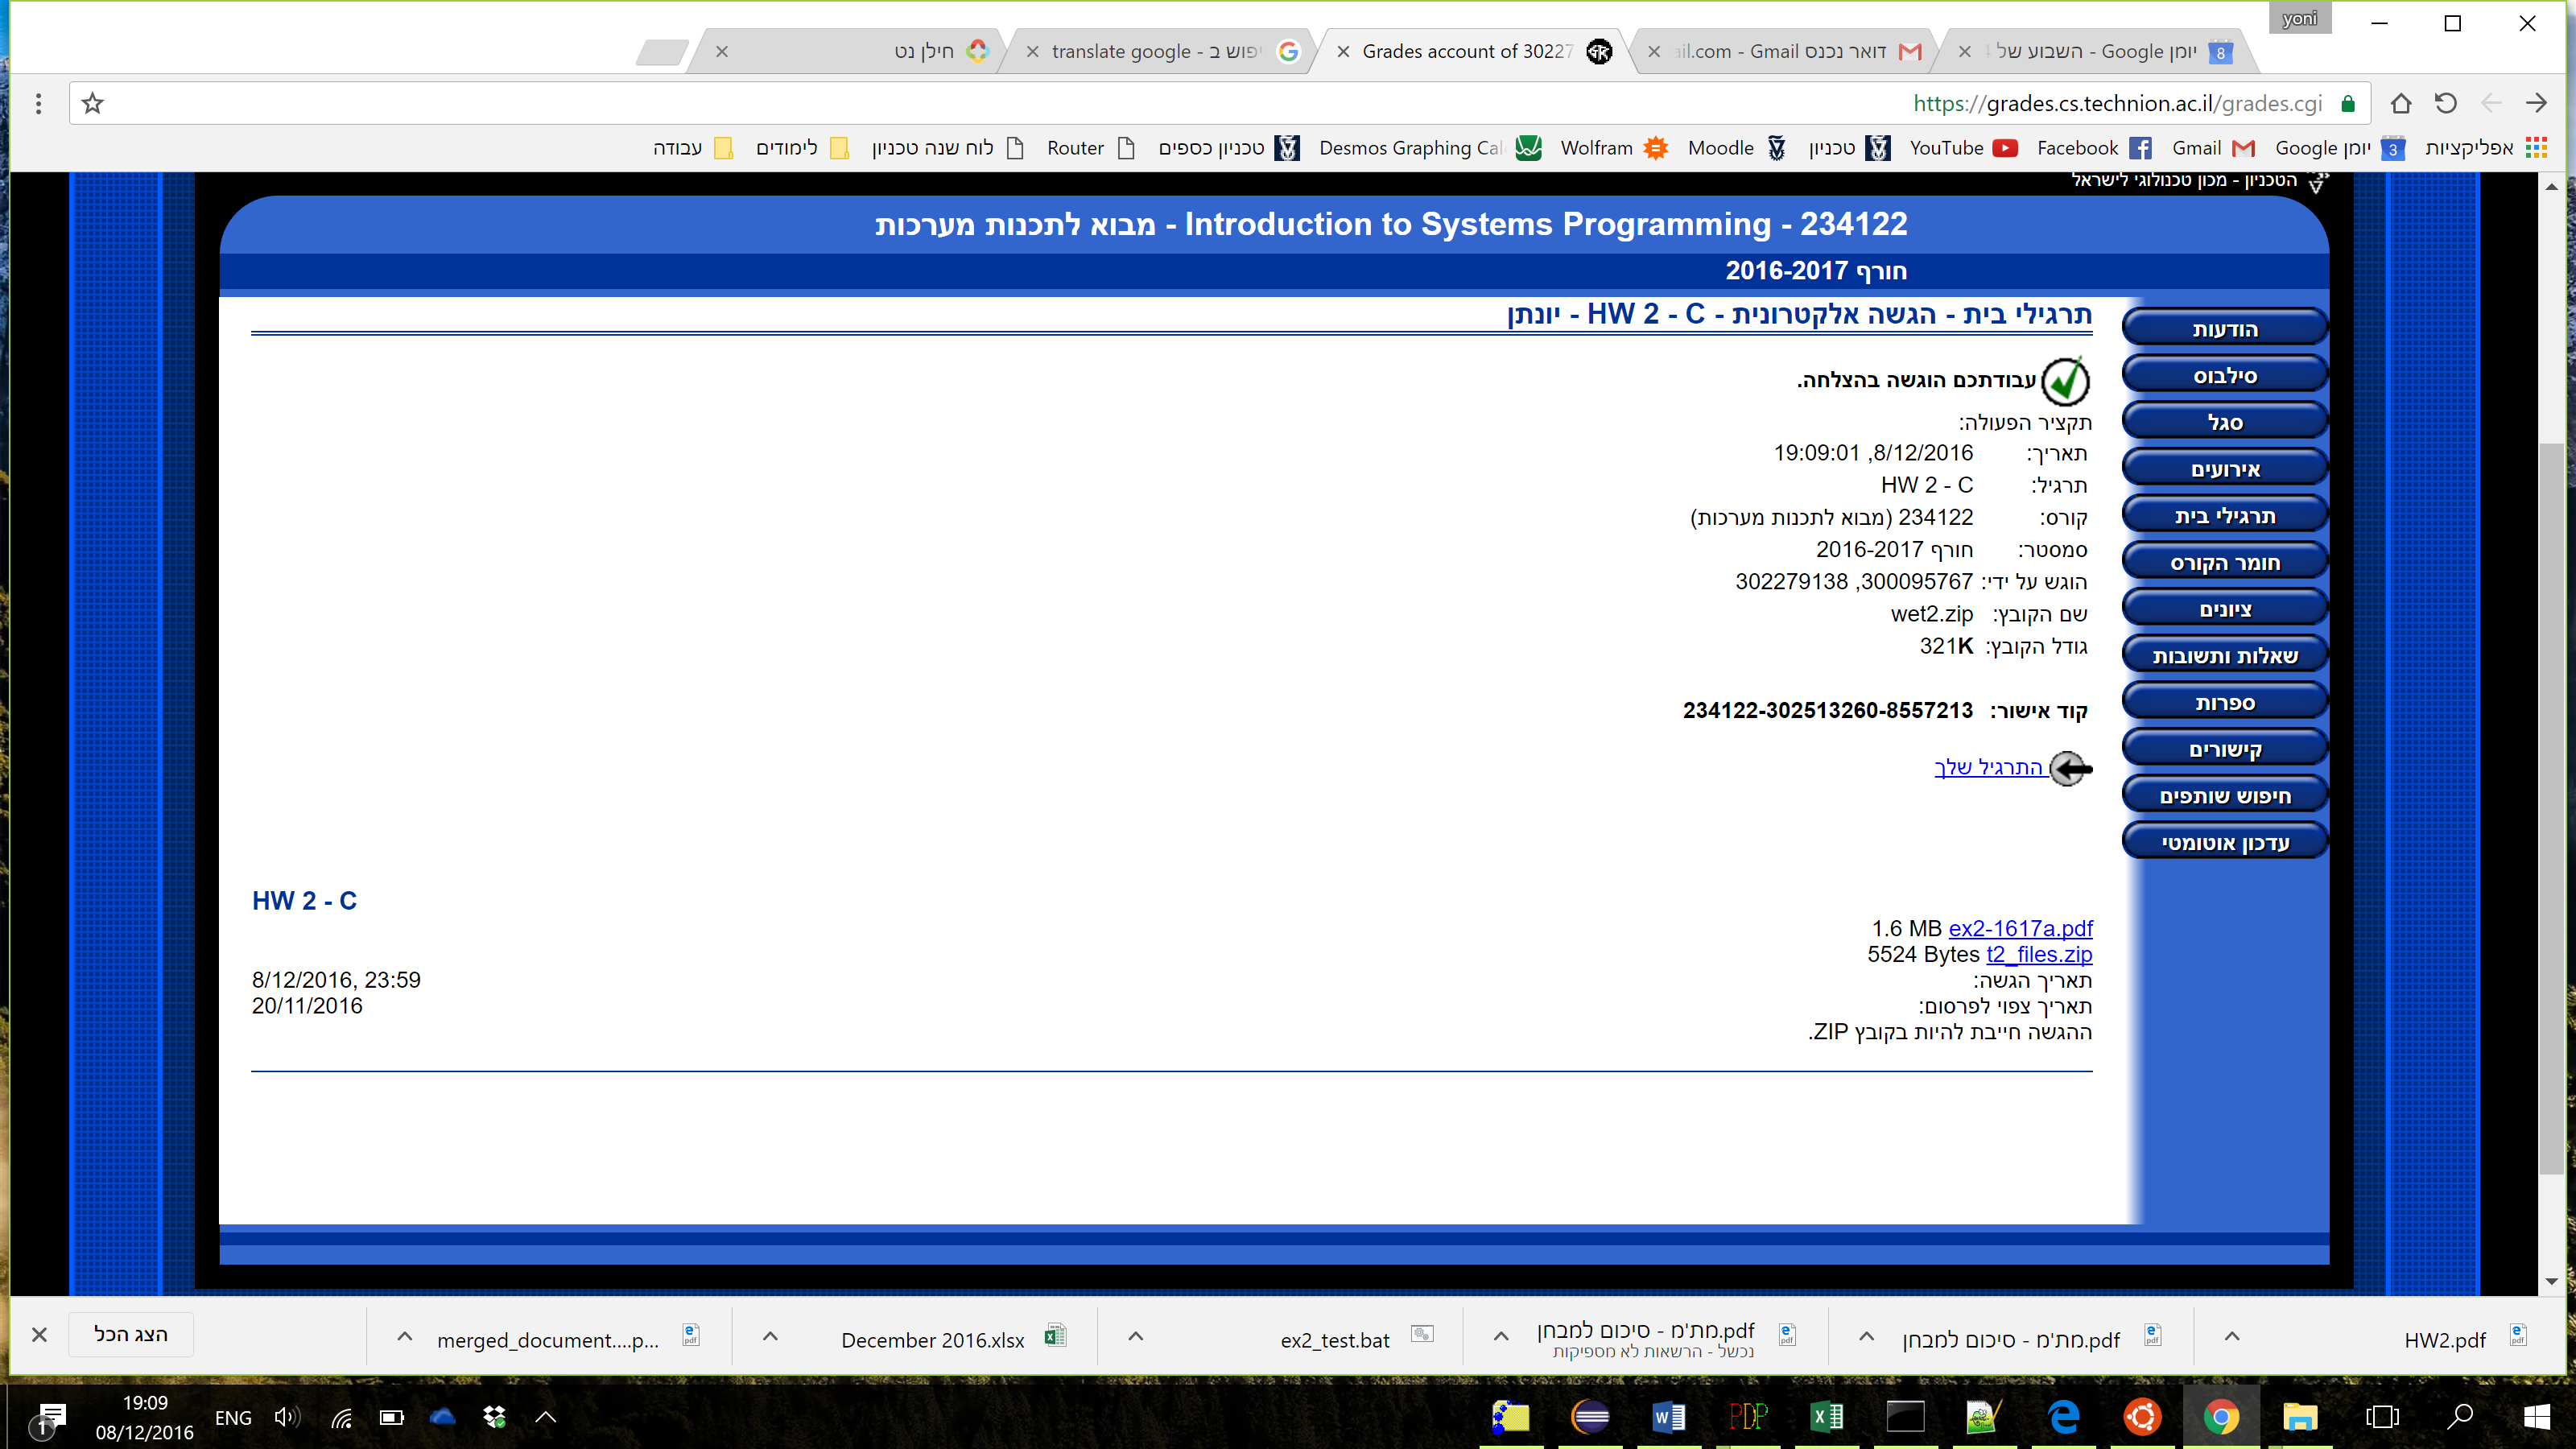 yoni
יומן Google - השבוע של
דואר נכנס ail.com - Gmail
Grades account of 30227
יפוש ב - translate google
חילן נט
https://grades.cs.technion.ac.il/grades.cgi
אפליקציות יומן Google Gmail Facebook YouTube טכניון Moodle Wolfram Desmos Graphing Cal טכניון כספים Router לוח שנה טכניון לימודים עבודה
הטכניון - מכון טכנולוגי לישראל
234122 - Introduction to Systems Programming - מבוא לתכנות מערכות
חורף 2016-2017
הודעות
סילבוס
סגל
אירועים
תרגילי בית
חומר הקורס
ציונים
שאלות ותשובות
ספרות
קישורים
חיפוש שותפים
עדכון אוטומטי
תרגילי בית - הגשה אלקטרונית - HW 2 - C - יונתן
עבודתכם הוגשה בהצלחה.
תקציר הפעולה:
תאריך: 8/12/2016, 19:09:01
תרגיל: HW 2 - C
קורס: 234122 (מבוא לתכנות מערכות)
סמסטר: חורף 2016-2017
הוגש על ידי: 300095767, 302279138
שם הקובץ: wet2.zip
גודל הקובץ: 321K
קוד אישור: 234122-302513260-8557213
התרגיל שלך
HW 2 - C
1.6 MB ex2-1617a.pdf
5524 Bytes t2_files.zip
תאריך הגשה: 8/12/2016, 23:59
תאריך צפוי לפרסום: 20/11/2016
ההגשה חייבת להיות בקובץ ZIP.
HW2.pdf
מת'מ - סיכום למבחן.pdf
מת'מ - סיכום למבחן.pdf
נכשל - הרשאות לא מספיקות
ex2_test.bat
December 2016.xlsx
merged_document....p...
הצג הכל
19:09
08/12/2016
ENG
1
PDP